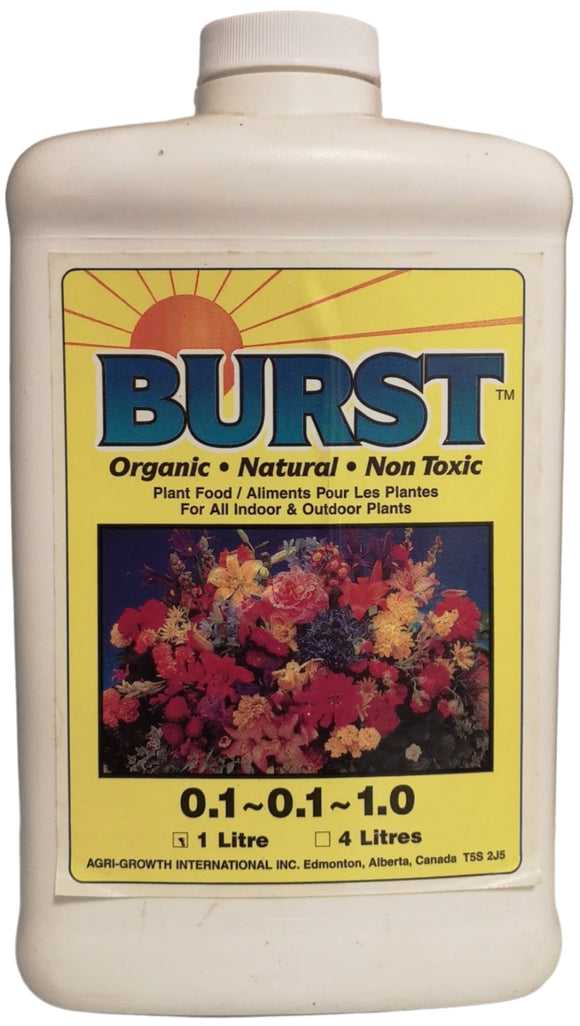 BURST™
Organic • Natural • Non Toxic
Plant Food / Aliments Pour Les Plantes
For All Indoor & Outdoor Plants
0.1~0.1~1.0
1 Litre 4 Litres
AGRI-GROWTH INTERNATIONAL INC. Edmonton, Alberta, Canada T5S 2J5